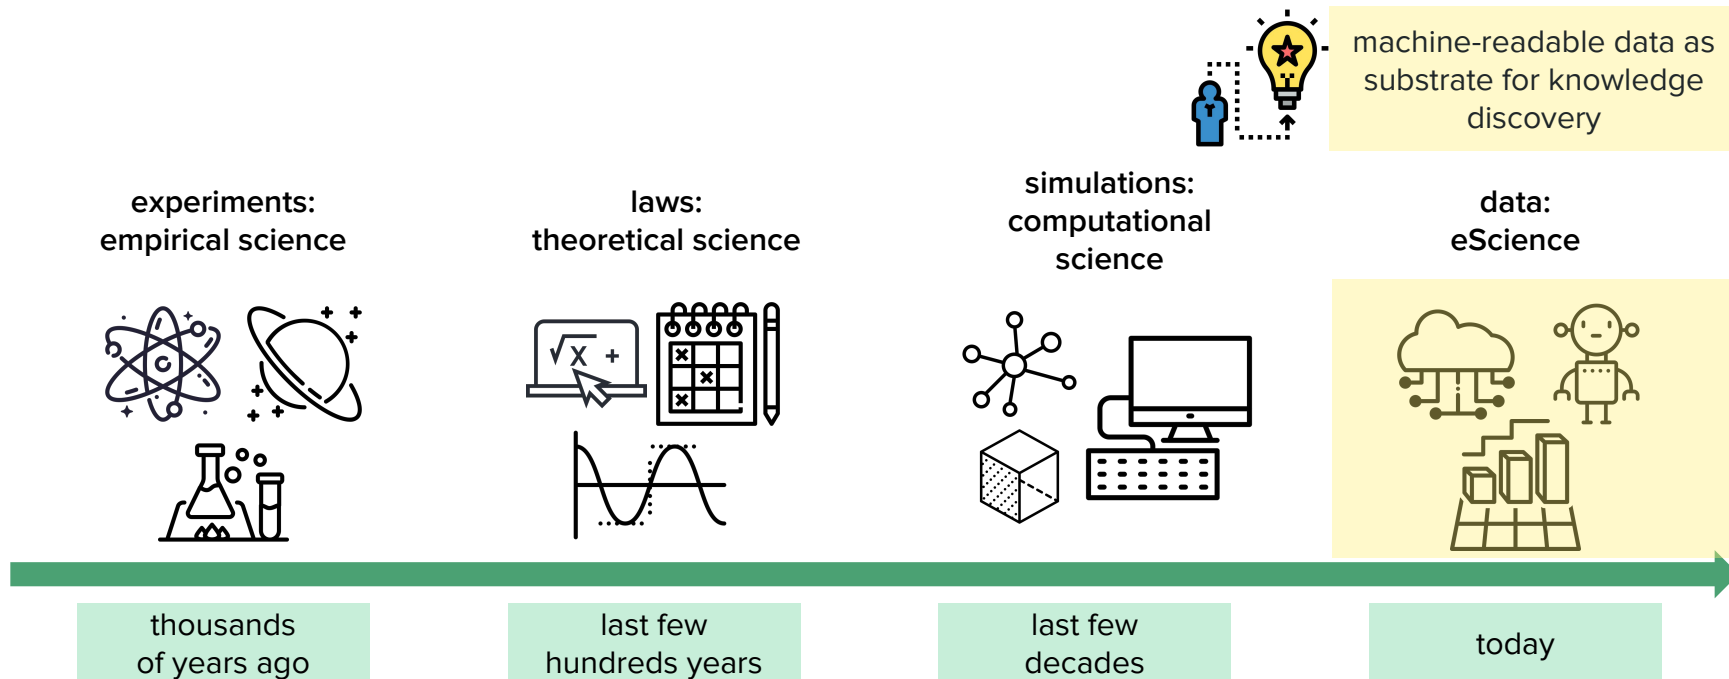 machine-readable data as
substrate for knowledge
discovery
experiments:
empirical science
laws:
theoretical science
simulations:
computational
science
data:
eScience
√x +
thousands
of years ago
last few
hundreds years
last few
decades
today